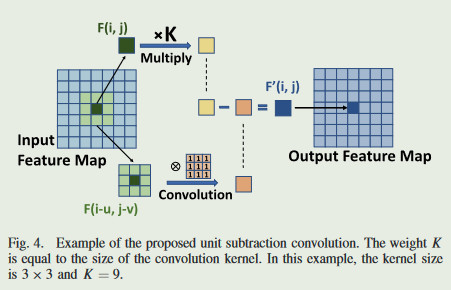 F(i, j)
×K
Multiply
F'(i, j)
− =
Input
Feature Map
⊗
1 1 1
1 1 1
1 1 1
Output Feature Map
Convolution
F(i-u, j-v)
Fig. 4. Example of the proposed unit subtraction convolution. The weight K
is equal to the size of the convolution kernel. In this example, the kernel size
is 3 × 3 and K = 9.